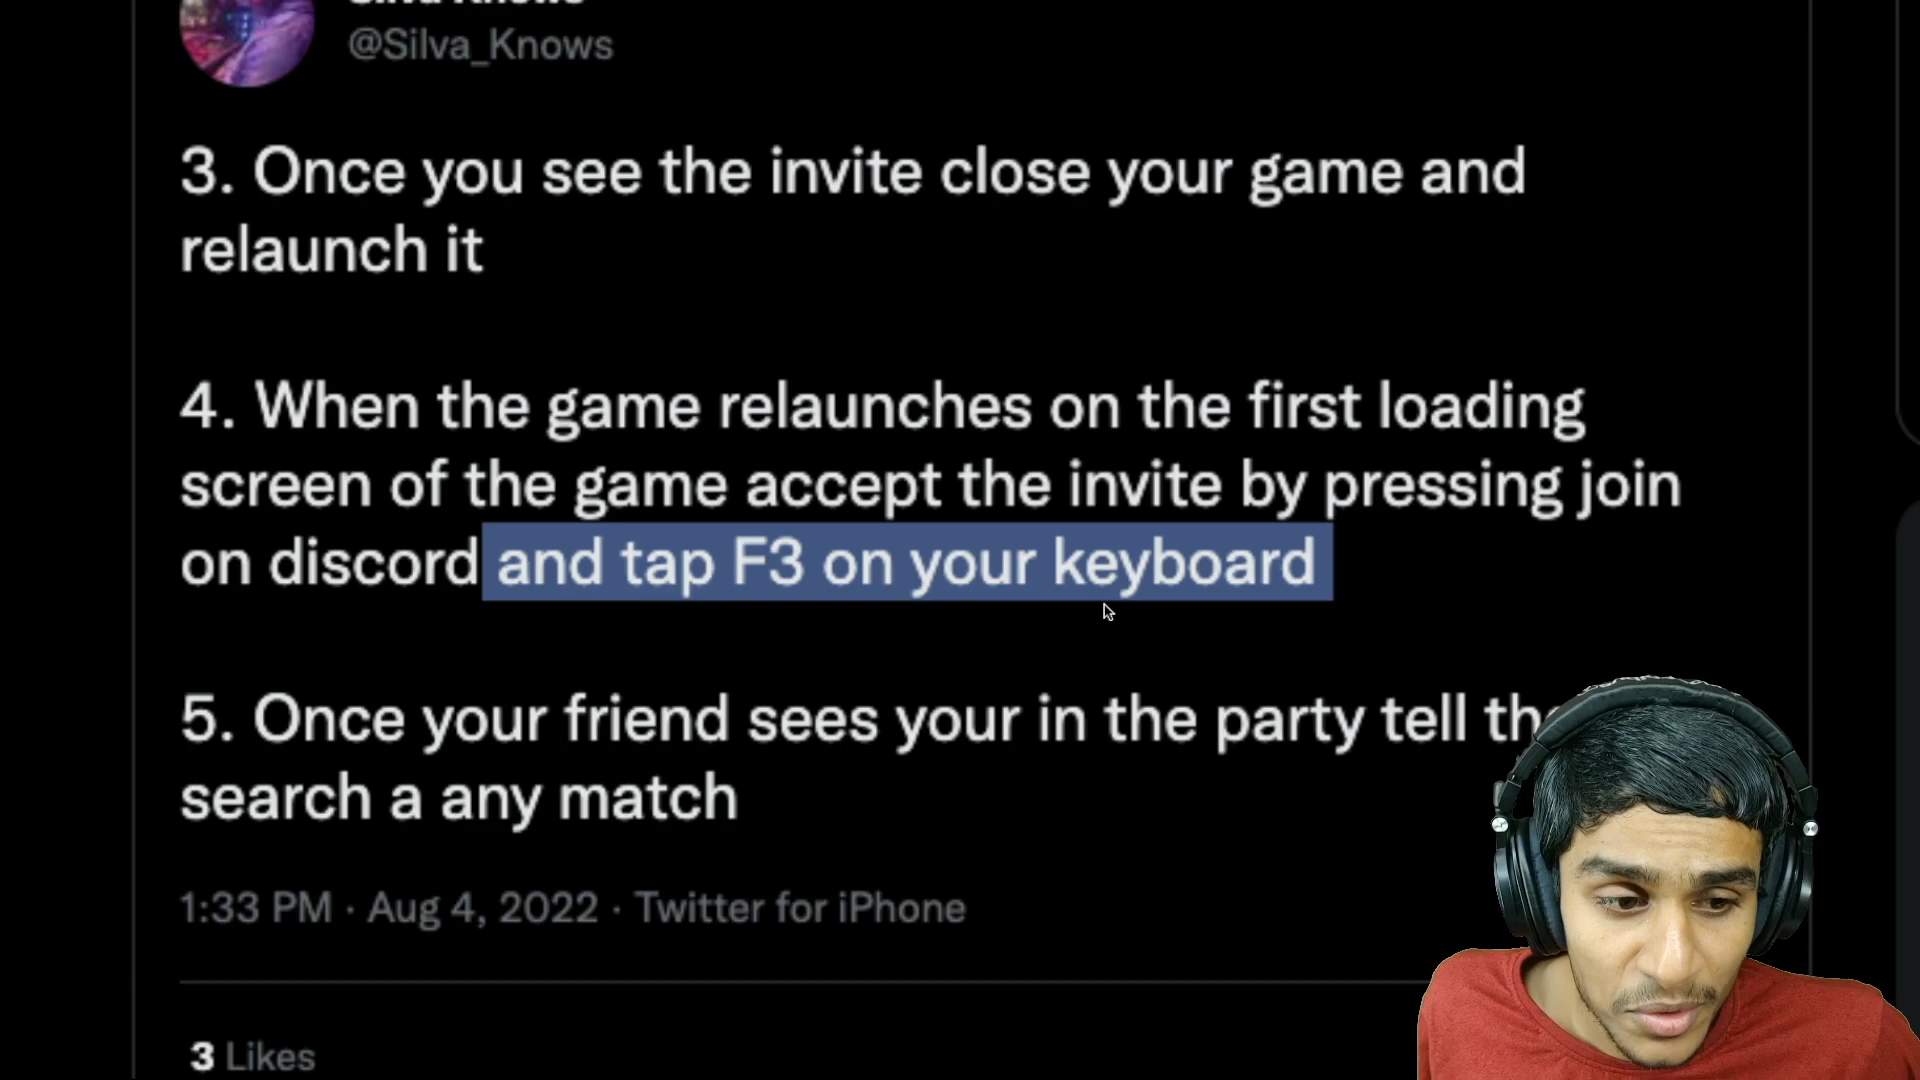 @Silva_Knows
3. Once you see the invite close your game and
relaunch it
4. When the game relaunches on the first loading
screen of the game accept the invite by pressing join
on discord and tap F3 on your keyboard
5. Once your friend sees your in the party tell
search a any match
1:33 PM · Aug 4, 2022 · Twitter for iPhone
3 Likes